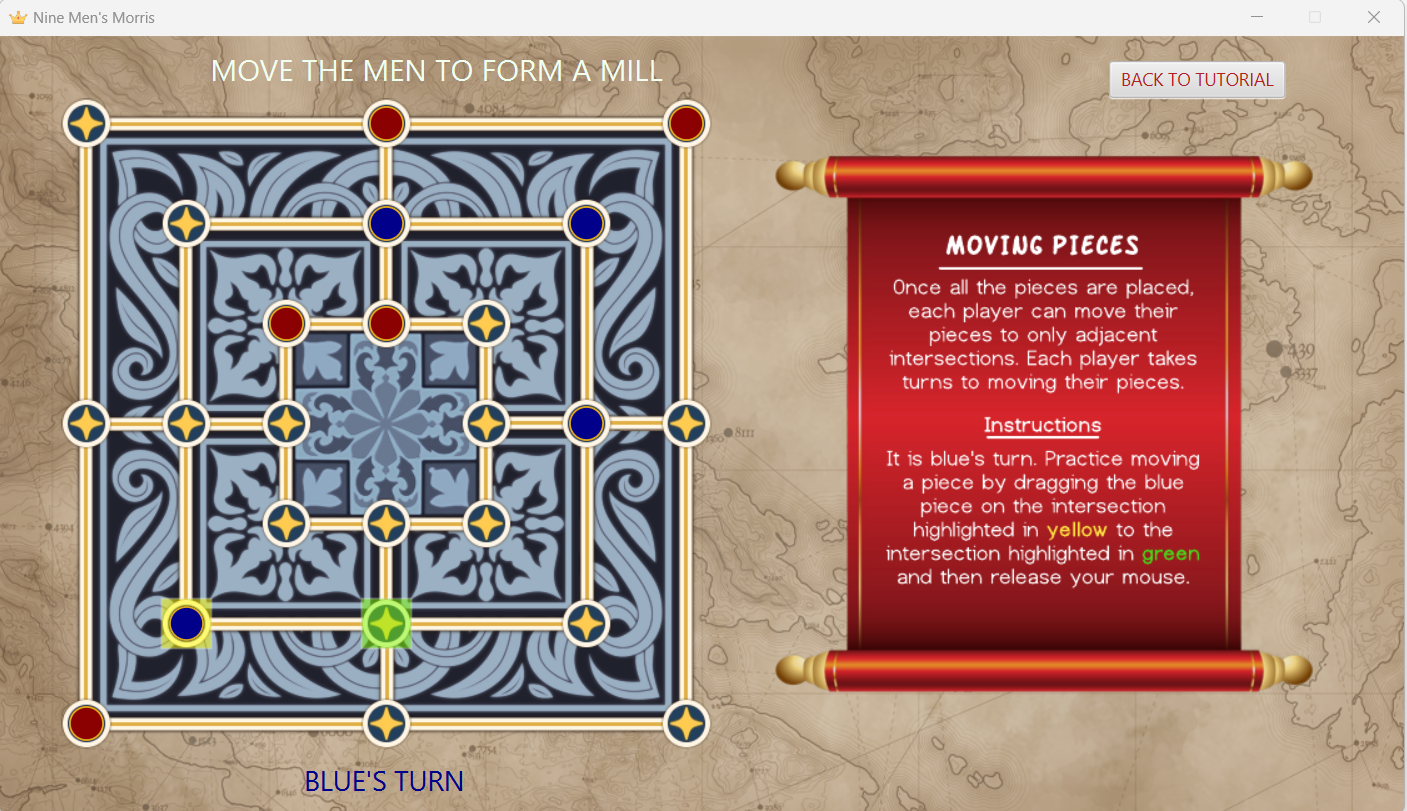 Nine Men's Morris
MOVE THE MEN TO FORM A MILL
BACK TO TUTORIAL
MOVING PIECES
Once all the pieces are placed,
each player can move their
pieces to only adjacent
intersections. Each player takes
turns to moving their pieces.
Instructions
It is blue's turn. Practice moving
a piece by dragging the blue
piece on the intersection
highlighted in yellow to the
intersection highlighted in green
and then release your mouse.
BLUE'S TURN
4084
439
8111